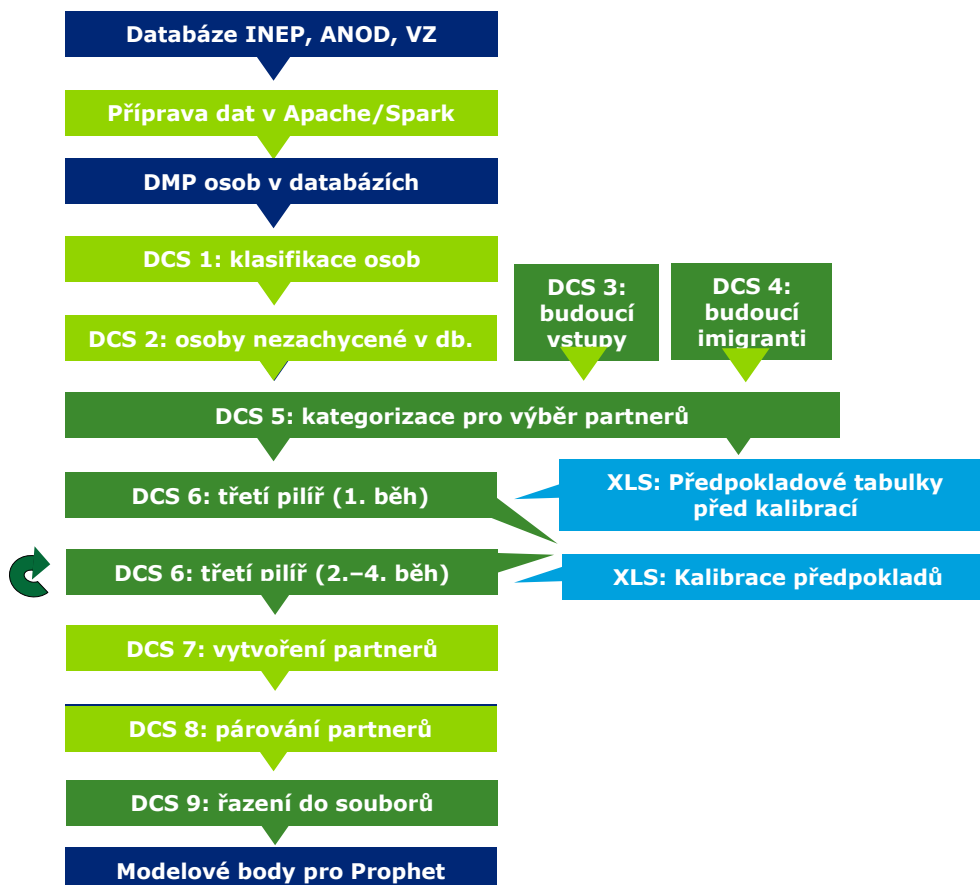 Databáze INEP, ANOD, VZ
Příprava dat v Apache/Spark
DMP osob v databázích
DCS 1: klasifikace osob
DCS 2: osoby nezachycené v db.
DCS 3:
budoucí
vstupy
DCS 4:
budoucí
imigranti
DCS 5: kategorizace pro výběr partnerů
DCS 6: třetí pilíř (1. běh)
XLS: Předpokladové tabulky
před kalibrací
DCS 6: třetí pilíř (2.–4. běh)
XLS: Kalibrace předpokladů
DCS 7: vytvoření partnerů
DCS 8: párování partnerů
DCS 9: řazení do souborů
Modelové body pro Prophet